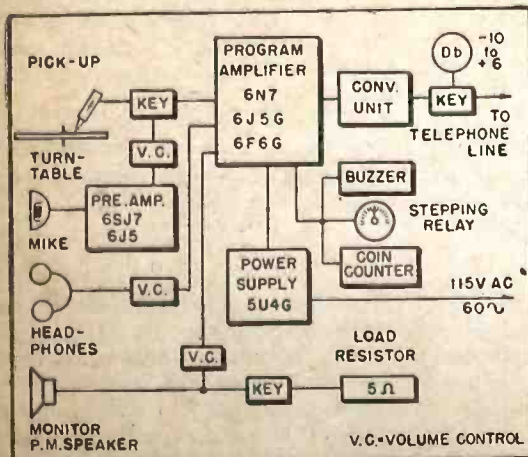 PICK-UP
KEY
TURN-
TABLE
V.C.
PRE.AMP.
6SJ7
6J5
MIKE
V.C.
HEAD-
PHONES
V.C.
MONITOR
P.M.SPEAKER
KEY
LOAD
RESISTOR
5Ω
PROGRAM
AMPLIFIER
6N7
6J5G
6F6G
CONV.
UNIT
Db
-10
to
+6
KEY
TO
TELEPHONE
LINE
BUZZER
STEPPING
RELAY
COIN
COUNTER
POWER
SUPPLY
5U4G
115V AC
60~
V.C.=VOLUME CONTROL